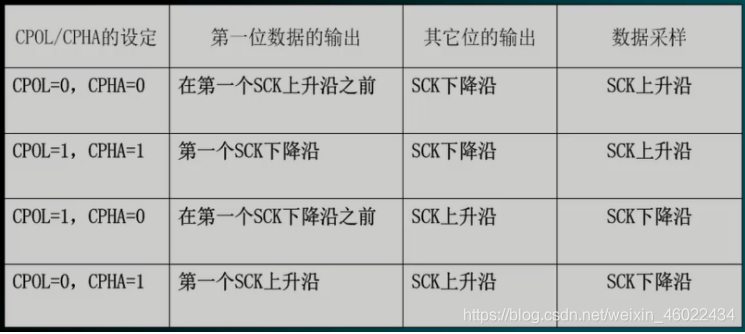 CPOL/CPHA的设定 第一位数据的输出 其它位的输出 数据采样
CPOL=0，CPHA=0 在第一个SCK上升沿之前 SCK下降沿 SCK上升沿
CPOL=1，CPHA=1 第一个SCK下降沿 SCK下降沿 SCK上升沿
CPOL=1，CPHA=0 在第一个SCK下降沿之前 SCK上升沿 SCK下降沿
CPOL=0，CPHA=1 第一个SCK上升沿 SCK上升沿 SCK下降沿
https://blog.csdn.net/weixin_46022434